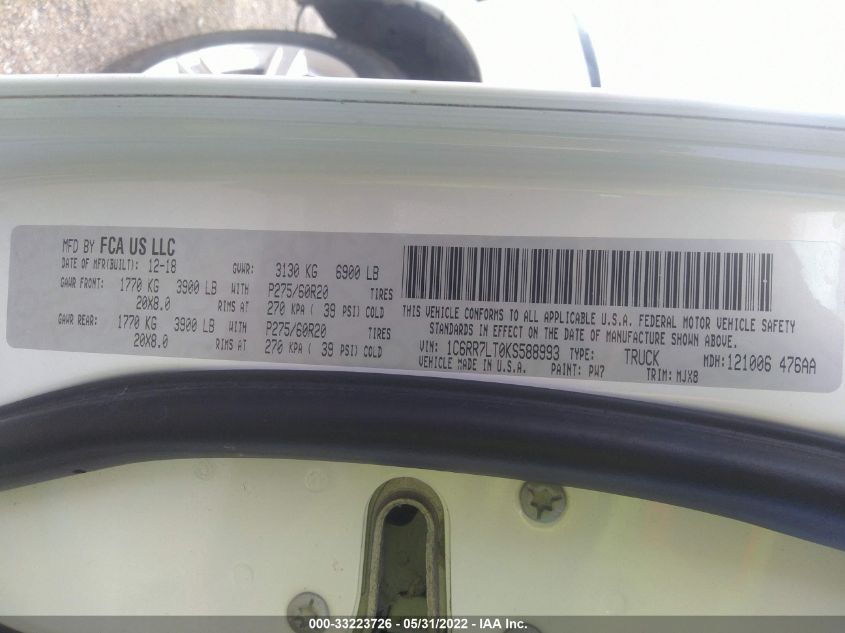 MFD BY FCA US LLC
DATE OF MFR(BUILT): 12-18 GVWR: 3130 KG 6900 LB
GAWR FRONT: 1770 KG 3900 LB WITH P275/60R20 TIRES
20X8.0 RIMS AT 270 KPA ( 39 PSI) COLD
GAWR REAR: 1770 KG 3900 LB WITH P275/60R20 TIRES
20X8.0 RIMS AT 270 KPA ( 39 PSI) COLD
THIS VEHICLE CONFORMS TO ALL APPLICABLE U.S.A. FEDERAL MOTOR VEHICLE SAFETY
STANDARDS IN EFFECT ON THE DATE OF MANUFACTURE SHOWN ABOVE.
VIN: 1C6RR7LT0KS588993 TYPE: TRUCK MDH:121006 476AA
VEHICLE MADE IN U.S.A. PAINT: PW7 TRIM: MJX8
000-33223726 - 05/31/2022 - IAA Inc.